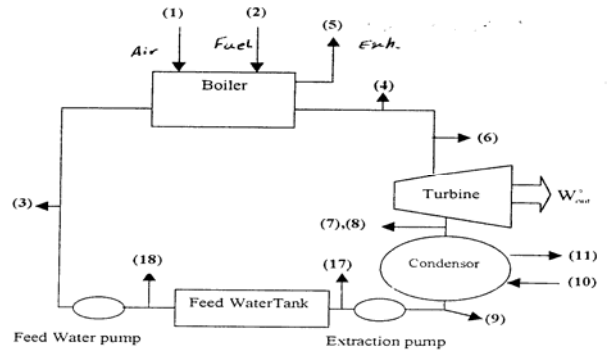 (1) (2) (5)
Air Fuel Exh.
Boiler
(4)
(6)
Turbine
W°out
(3)
(7),(8)
(11)
Condensor
(10)
(18) (17)
Feed WaterTank
(9)
Feed Water pump
Extraction pump